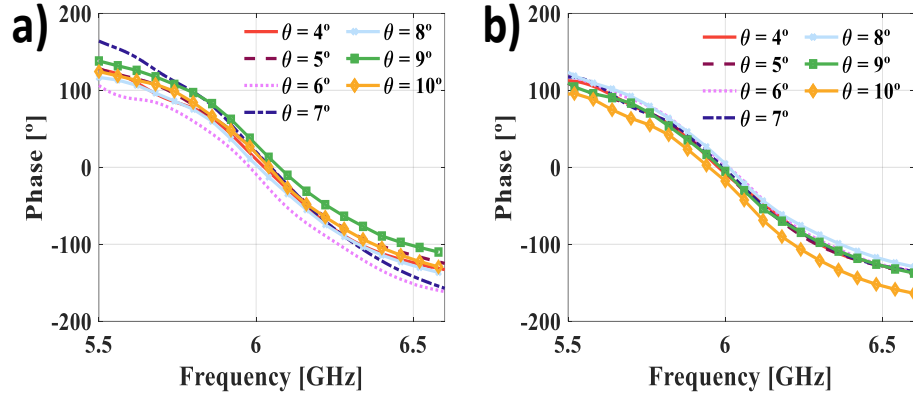 a)
200
100
0
-100
-200
Phase [º]
5.5
6
6.5
Frequency [GHz]
θ = 4º
θ = 5º
θ = 6º
θ = 7º
θ = 8º
θ = 9º
θ = 10º
b)
200
100
0
-100
-200
Phase [º]
5.5
6
6.5
Frequency [GHz]
θ = 4º
θ = 5º
θ = 6º
θ = 7º
θ = 8º
θ = 9º
θ = 10º